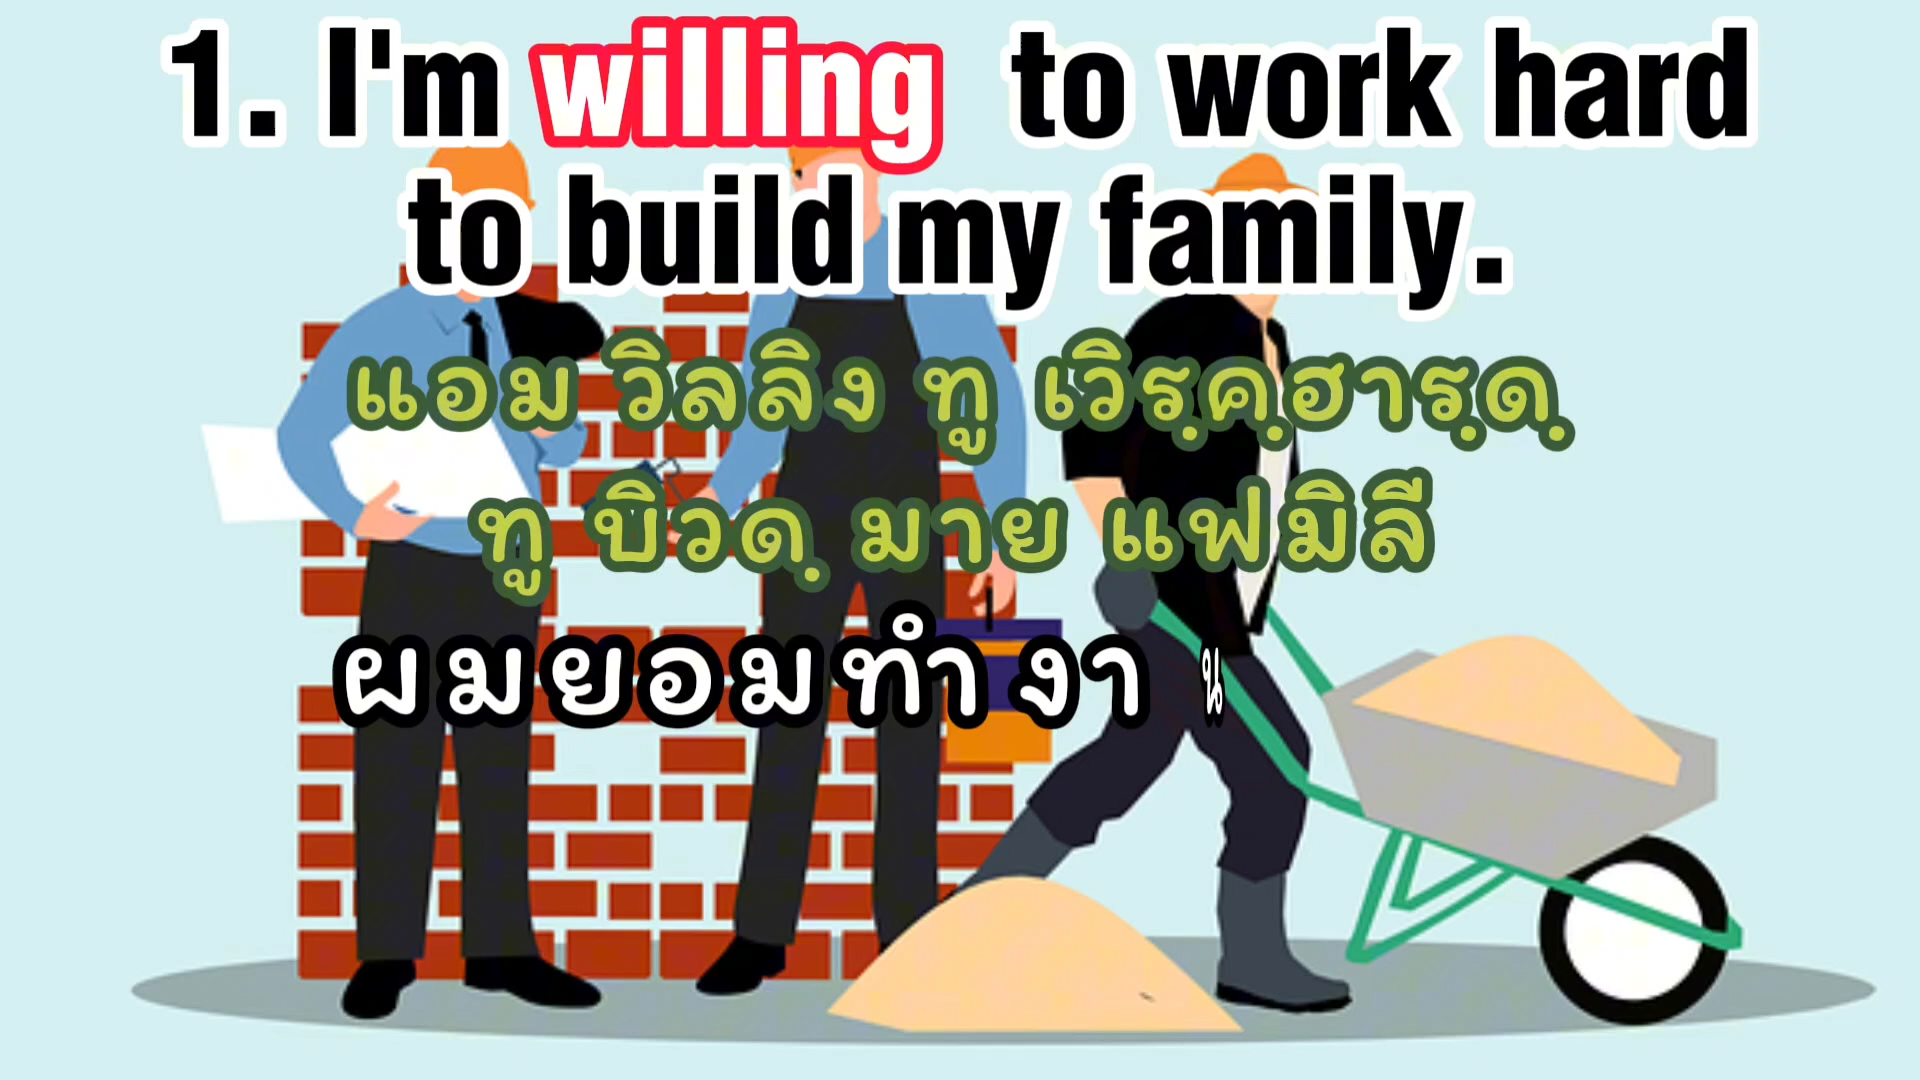 1. I'm willing to work hard
to build my family.
แอม วิลลิง ทู เวิรฺคฺฮารฺดฺ
ทู บิวดฺ มาย แฟมิลี
ผมยอมทำงาน